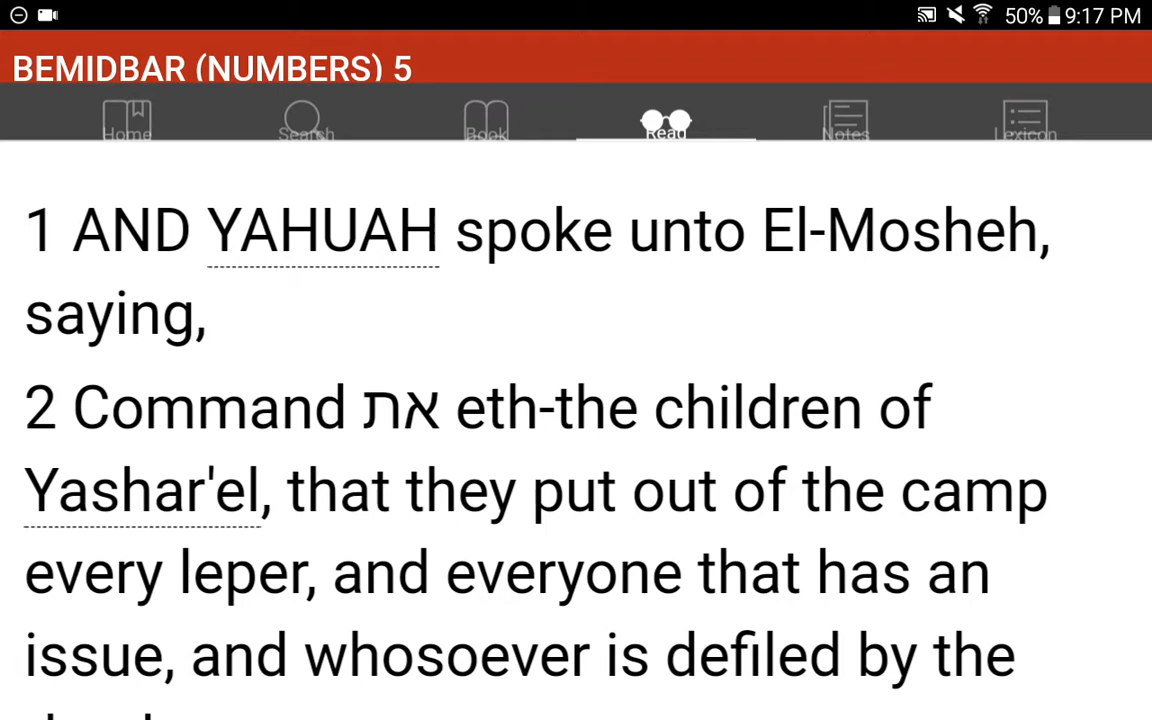 50% 9:17 PM
BEMIDBAR (NUMBERS) 5
Home Search Book Read Notes Lexicon
1 AND YAHUAH spoke unto El-Mosheh,
saying,
2 Command את eth-the children of
Yashar'el, that they put out of the camp
every leper, and everyone that has an
issue, and whosoever is defiled by the